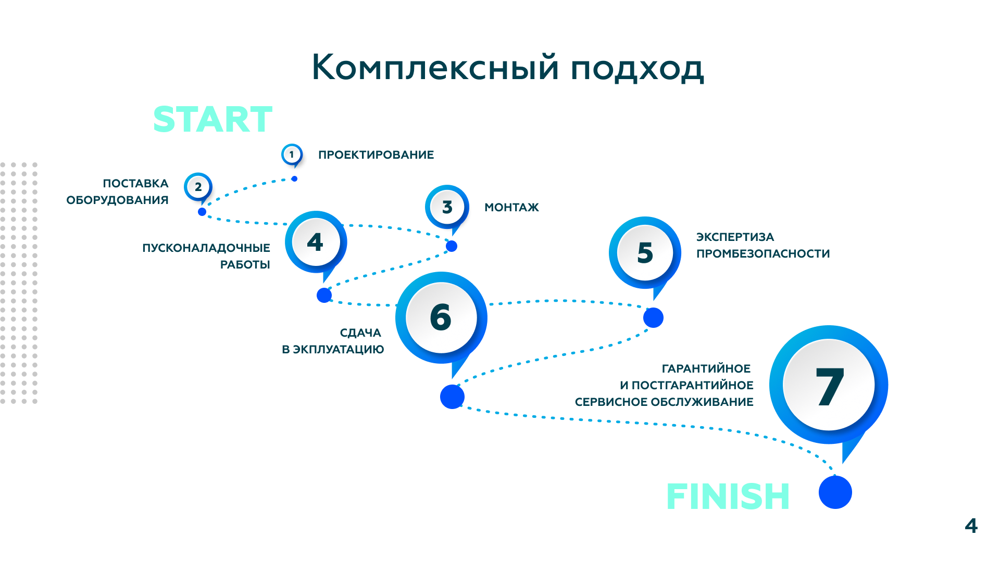 Комплексный подход
START
1
ПРОЕКТИРОВАНИЕ
2
ПОСТАВКА
ОБОРУДОВАНИЯ
3
МОНТАЖ
4
ПУСКОНАЛАДОЧНЫЕ
РАБОТЫ
5
ЭКСПЕРТИЗА
ПРОМБЕЗОПАСНОСТИ
6
СДАЧА
В ЭКПЛУАТАЦИЮ
7
ГАРАНТИЙНОЕ
И ПОСТГАРАНТИЙНОЕ
СЕРВИСНОЕ ОБСЛУЖИВАНИЕ
FINISH
4